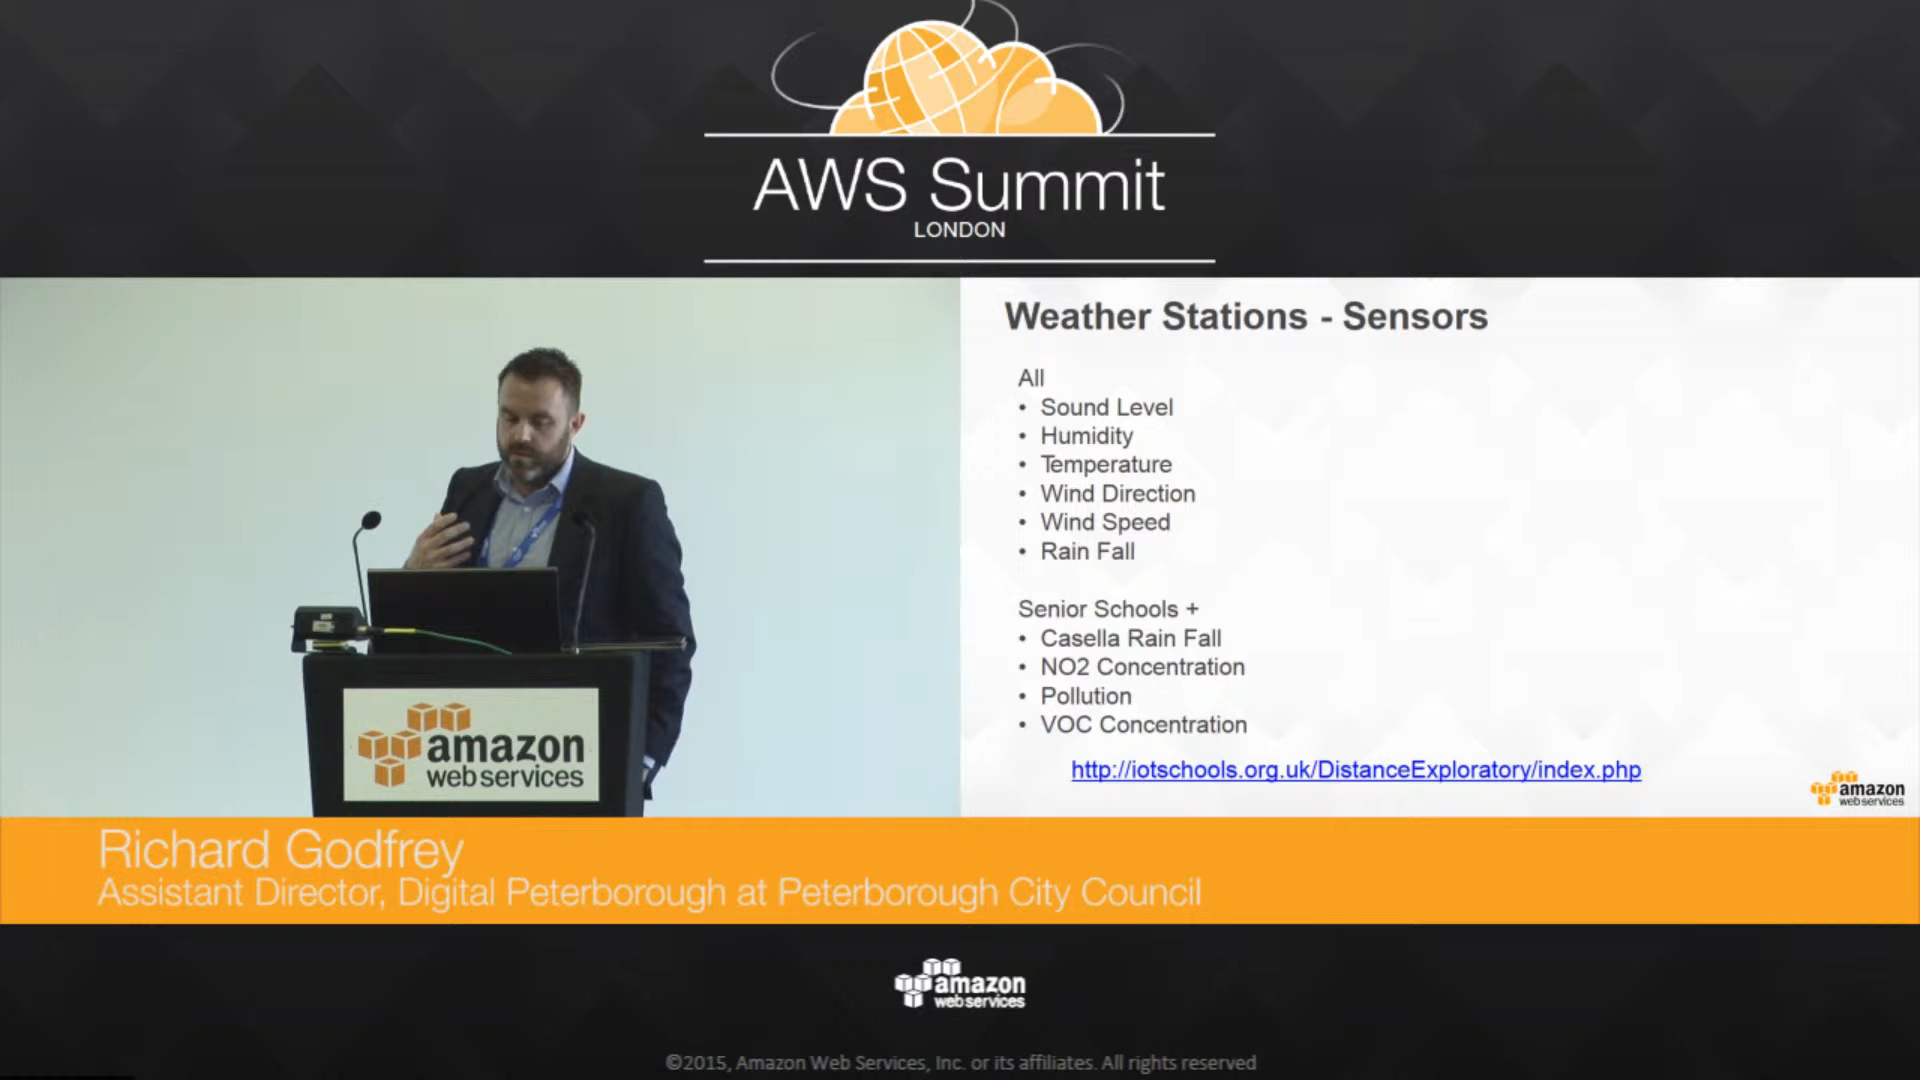 AWS Summit
LONDON
Weather Stations - Sensors
All
• Sound Level
• Humidity
• Temperature
• Wind Direction
• Wind Speed
• Rain Fall
Senior Schools +
• Casella Rain Fall
• NO2 Concentration
• Pollution
• VOC Concentration
http://iotschools.org.uk/DistanceExploratory/index.php
amazon
web services
amazon
web services
Richard Godfrey
Assistant Director, Digital Peterborough at Peterborough City Council
amazon
web services
©2015, Amazon Web Services, Inc. or its affiliates. All rights reserved